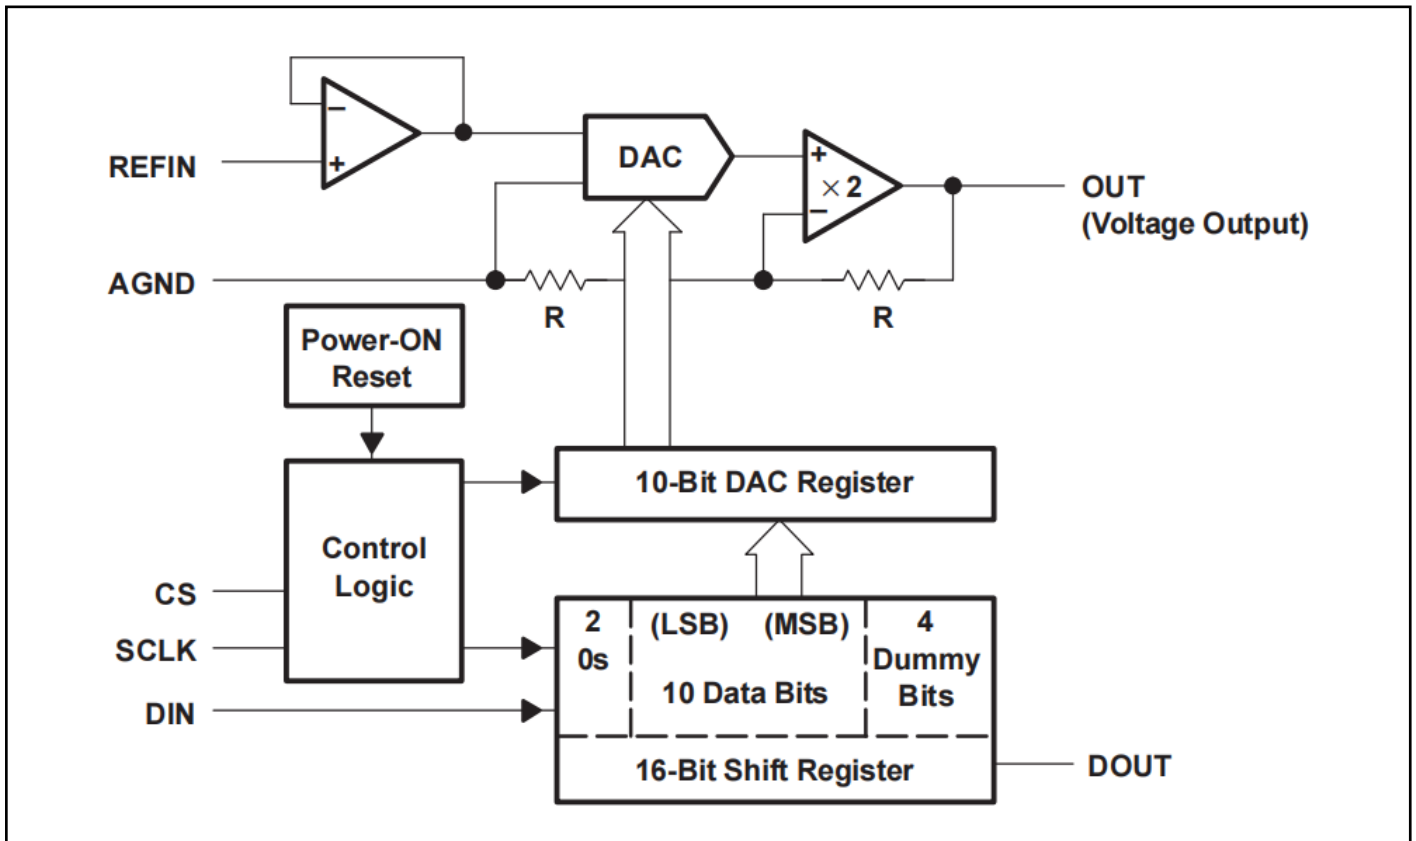 −
+
REFIN
DAC
+
× 2
−
OUT
(Voltage Output)
AGND
R
R
Power-ON
Reset
10-Bit DAC Register
Control
Logic
CS
SCLK
DIN
2
0s
(LSB) (MSB)
10 Data Bits
4
Dummy
Bits
16-Bit Shift Register
DOUT